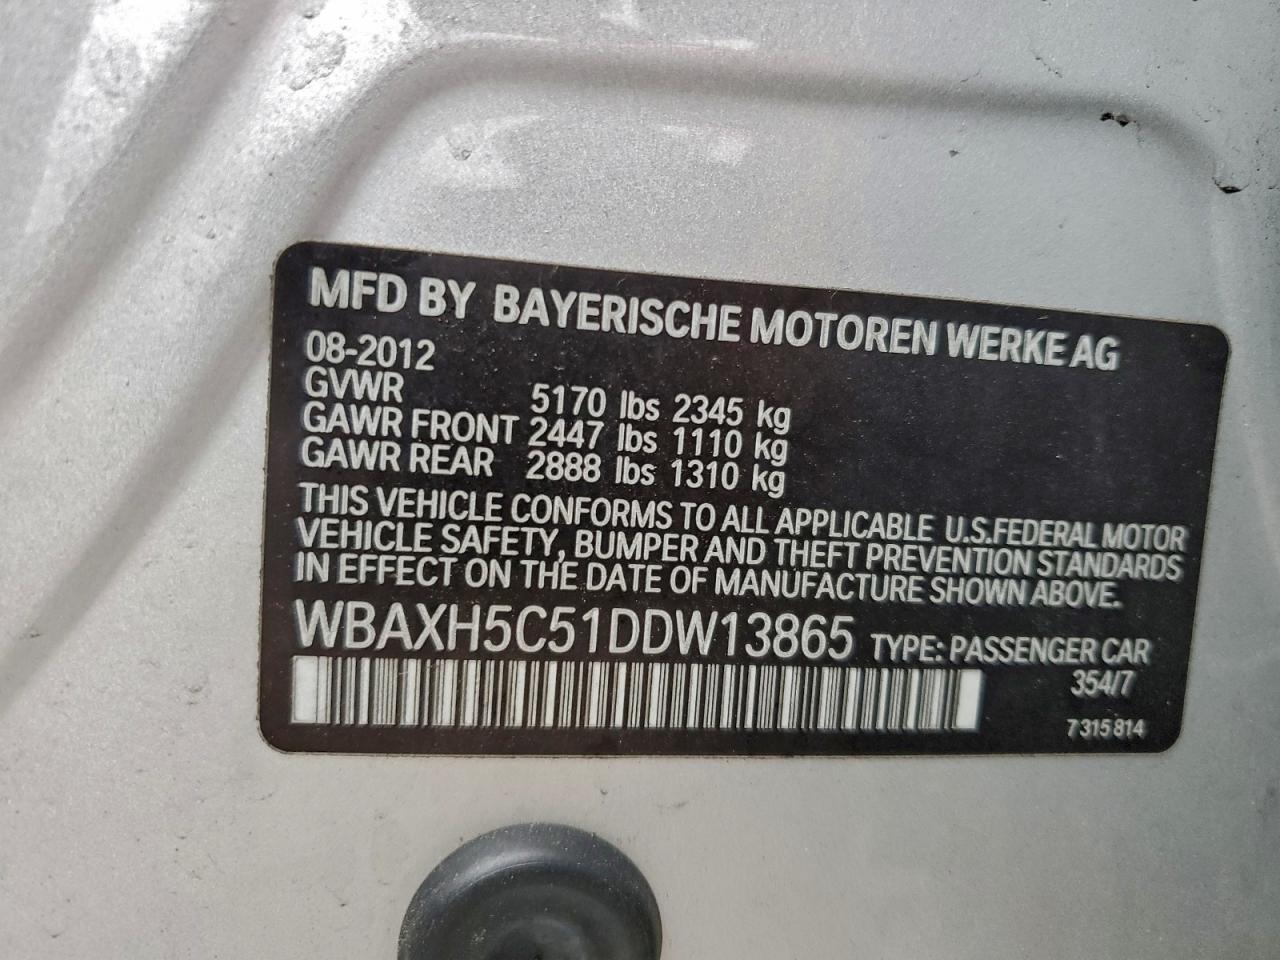 MFD BY BAYERISCHE MOTOREN WERKE AG
08-2012
GVWR 5170 lbs 2345 kg
GAWR FRONT 2447 lbs 1110 kg
GAWR REAR 2888 lbs 1310 kg
THIS VEHICLE CONFORMS TO ALL APPLICABLE U.S.FEDERAL MOTOR
VEHICLE SAFETY, BUMPER AND THEFT PREVENTION STANDARDS
IN EFFECT ON THE DATE OF MANUFACTURE SHOWN ABOVE.
WBAXH5C51DDW13865 TYPE: PASSENGER CAR
354/7
7 315 814